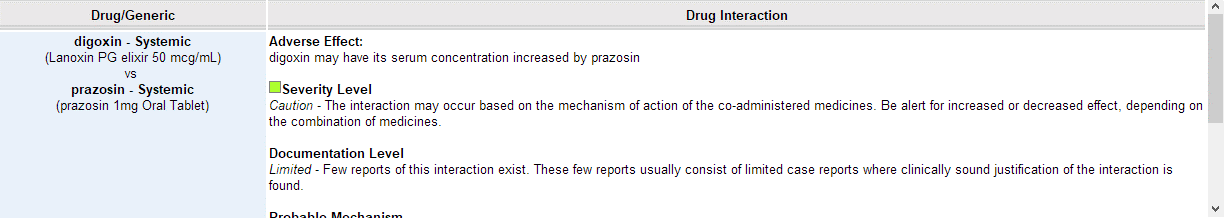 Drug/Generic
Drug Interaction
digoxin - Systemic
(Lanoxin PG elixir 50 mcg/mL)
vs
prazosin - Systemic
(prazosin 1mg Oral Tablet)
Adverse Effect:
digoxin may have its serum concentration increased by prazosin
Severity Level
Caution - The interaction may occur based on the mechanism of action of the co-administered medicines. Be alert for increased or decreased effect, depending on
the combination of medicines.
Documentation Level
Limited - Few reports of this interaction exist. These few reports usually consist of limited case reports where clinically sound justification of the interaction is
found.
Probable Mechanism